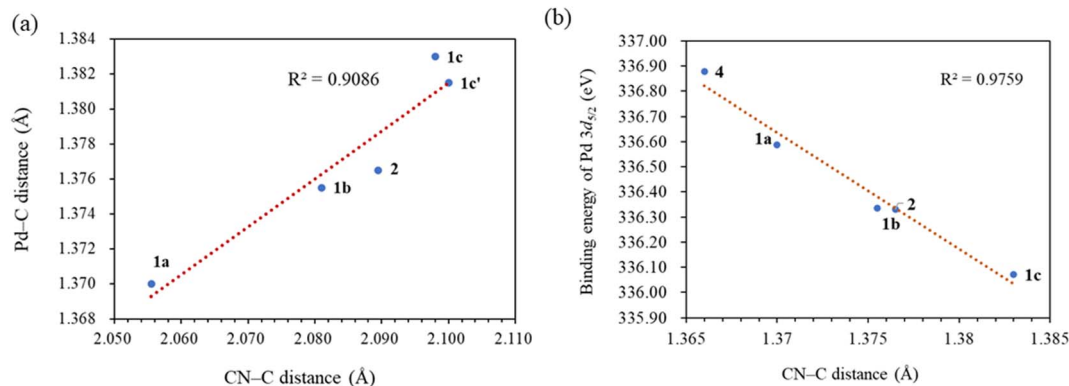 (a)
1.384
1.382
1.380
1.378
1.376
1.374
1.372
1.370
1.368
Pd–C distance (Å)
R² = 0.9086
1c
1c'
2
1b
1a
2.050 2.060 2.070 2.080 2.090 2.100 2.110
CN–C distance (Å)
(b)
337.00
336.90
336.80
336.70
336.60
336.50
336.40
336.30
336.20
336.10
336.00
335.90
Binding energy of Pd 3d5/2 (eV)
R² = 0.9759
4
1a
2
1b
1c
1.365 1.37 1.375 1.38 1.385
CN–C distance (Å)